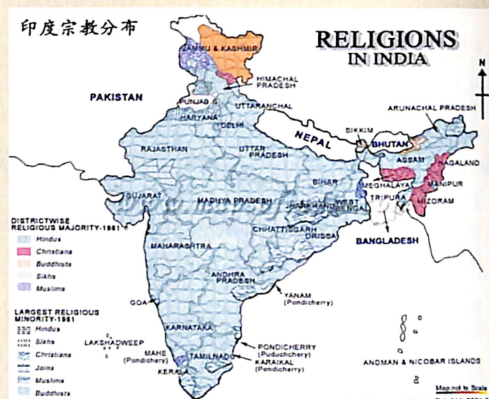 印度宗教分布
RELIGIONS
IN INDIA
N
JAMMU & KASHMIR
HIMACHAL
PRADESH
PAKISTAN
PUNJAB
UTTARANCHAL
HARYANA
DELHI
ARUNACHAL PRADESH
NEPAL
SIKKIM
BHUTAN
RAJASTHAN
UTTAR
PRADESH
ASSAM
NAGALAND
BIHAR
MEGHALAYA
MANIPUR
GUJARAT
MADHYA PRADESH
JHARKHAND
WEST
BENGAL
TRIPURA
MIZORAM
CHHATTISGARH
ORISSA
BANGLADESH
DISTRICTWISE
RELIGIOUS MAJORITY-1981
Hindus
Christians
Buddhists
Sikhs
Muslims
MAHARASHTRA
ANDHRA
PRADESH
GOA
YANAM
(Pondicherry)
LARGEST RELIGIOUS
MINORITY-1981
Hindus
Sikhs
Christians
Jains
Muslims
Buddhists
KARNATAKA
LAKSHADWEEP
MAHE
(Pondicherry)
TAMILNADU
KERALA
PONDICHERRY
(Puduchcherry)
KARAIKAL
(Pondicherry)
ANDMAN & NICOBAR ISLANDS
Map not to Scale